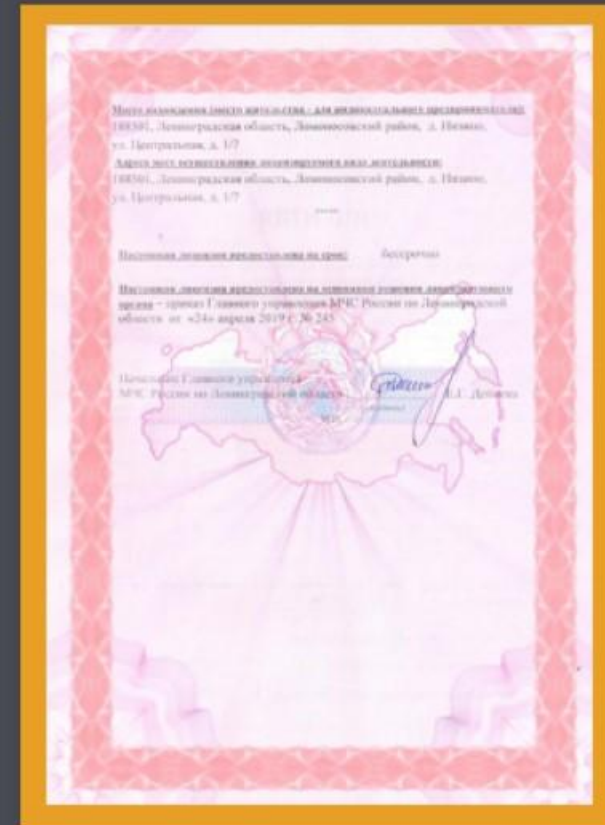 Место нахождения (место жительства - для индивидуального предпринимателя):
188501, Ленинградская область, Ломоносовский район, д. Низино,
ул. Центральная, д. 1/7
Адреса мест осуществления лицензируемого вида деятельности:
188501, Ленинградская область, Ломоносовский район, д. Низино,
ул. Центральная, д. 1/7
Настоящая лицензия предоставлена на срок: бессрочно
Настоящая лицензия предоставлена на основании решения лицензирующего
органа – приказ Главного управления МЧС России по Ленинградской
области от «24» апреля 2019 г. № 245
Начальник Главного управления
МЧС России по Ленинградской области